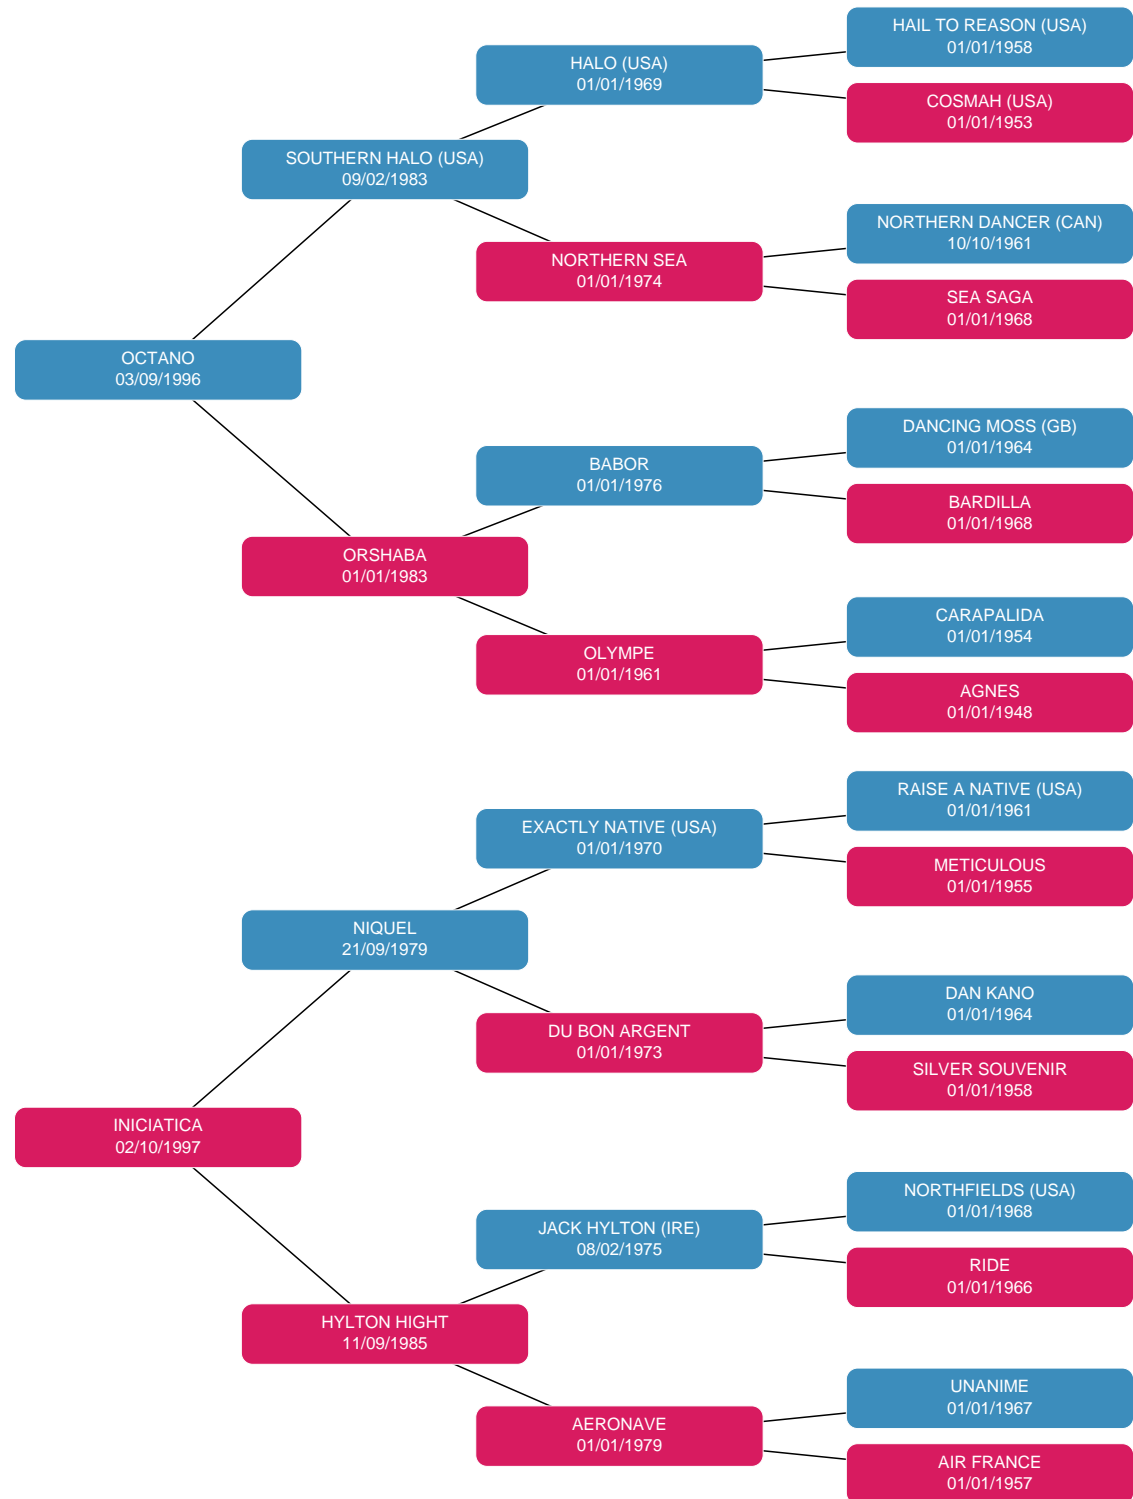 HAIL TO REASON (USA)
01/01/1958
HALO (USA)
01/01/1969
COSMAH (USA)
01/01/1953
SOUTHERN HALO (USA)
09/02/1983
NORTHERN DANCER (CAN)
10/10/1961
NORTHERN SEA
01/01/1974
SEA SAGA
01/01/1968
OCTANO
03/09/1996
DANCING MOSS (GB)
01/01/1964
BABOR
01/01/1976
BARDILLA
01/01/1968
ORSHABA
01/01/1983
CARAPALIDA
01/01/1954
OLYMPE
01/01/1961
AGNES
01/01/1948
RAISE A NATIVE (USA)
01/01/1961
EXACTLY NATIVE (USA)
01/01/1970
METICULOUS
01/01/1955
NIQUEL
21/09/1979
DAN KANO
01/01/1964
DU BON ARGENT
01/01/1973
SILVER SOUVENIR
01/01/1958
INICIATICA
02/10/1997
NORTHFIELDS (USA)
01/01/1968
JACK HYLTON (IRE)
08/02/1975
RIDE
01/01/1966
HYLTON HIGHT
11/09/1985
UNANIME
01/01/1967
AERONAVE
01/01/1979
AIR FRANCE
01/01/1957